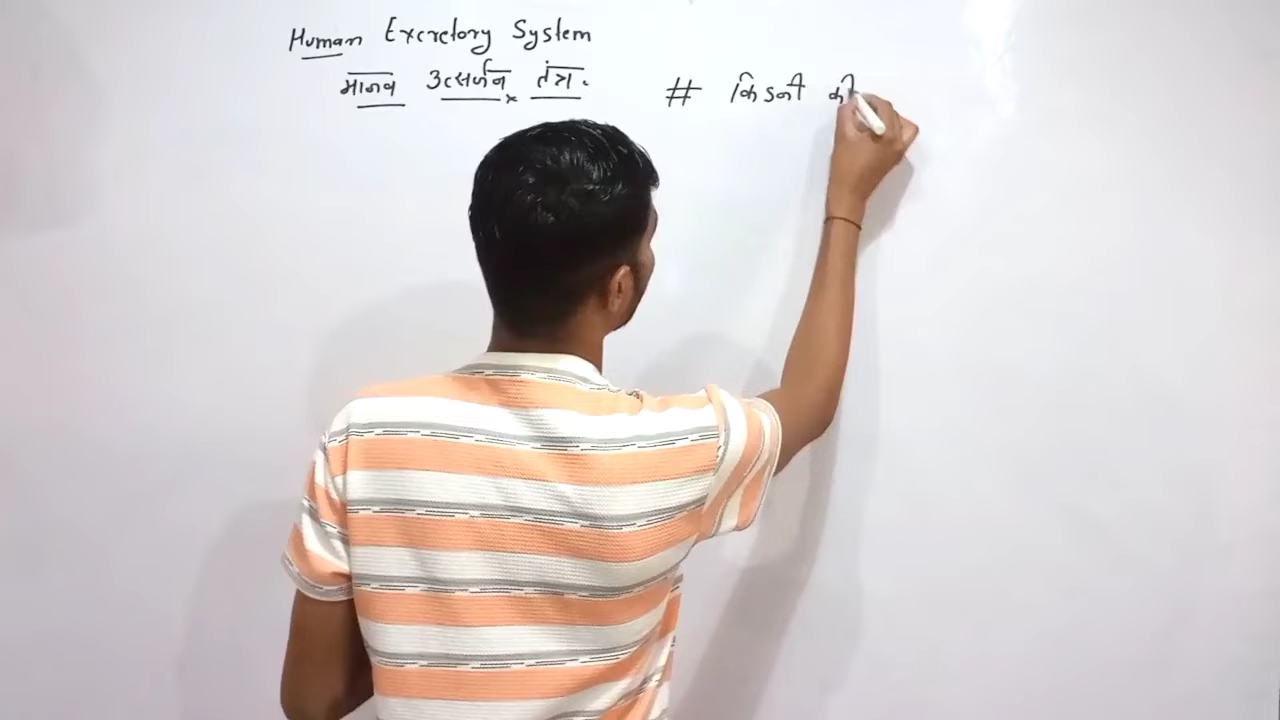 Human Excretory System
मानव उत्सर्जन तंत्र.
# किडनी की